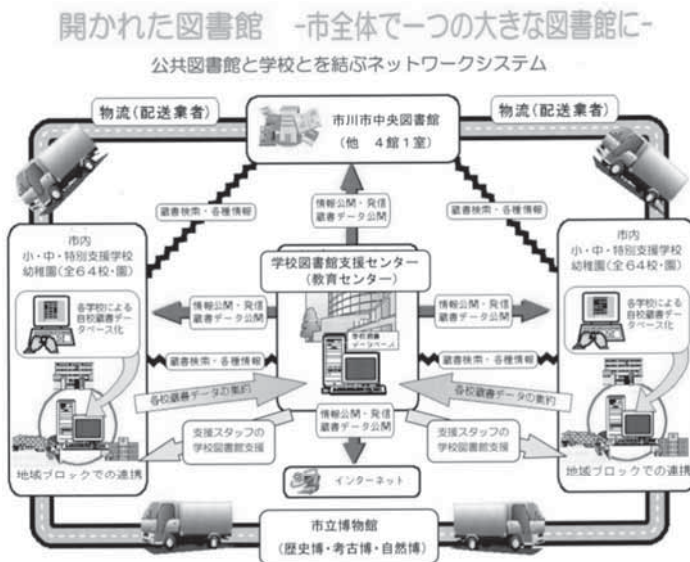 開かれた図書館 -市全体で一つの大きな図書館に-
公共図書館と学校とを結ぶネットワークシステム
物流(配送業者)
物流(配送業者)
市川市中央図書館
(他 4館1室)
情報公開・発信
蔵書データ公開
蔵書検索・各種情報
蔵書検索・各種情報
市内
小・中・特別支援学校
幼稚園(全64校・園)
各学校による
自校蔵書デー
タベース化
学校図書館支援センター
(教育センター)
学校図書
データベース
情報公開・発信
蔵書データ公開
情報公開・発信
蔵書データ公開
市内
小・中・特別支援学校
幼稚園(全64校・園)
各学校による
自校蔵書デー
タベース化
蔵書検索・各種情報
蔵書検索・各種情報
各校蔵書データの集約
各校蔵書データの集約
情報公開・発信
蔵書データ公開
支援スタッフの
学校図書館支援
支援スタッフの
学校図書館支援
地域ブロックでの連携
地域ブロックでの連携
インターネット
市立博物館
(歴史博・考古博・自然博)